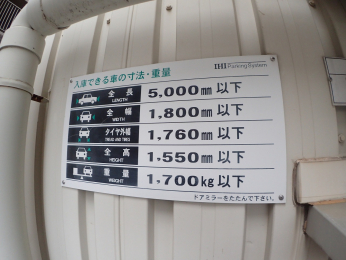 入庫できる車の寸法・重量
IHI Parking System
全長 LENGTH 5,000mm 以下
全幅 WIDTH 1,800mm 以下
タイヤ外幅 1,760mm 以下
全高 HEIGHT 1,550mm 以下
重量 WEIGHT 1,700kg 以下
ドアミラーをたたんで下さい。